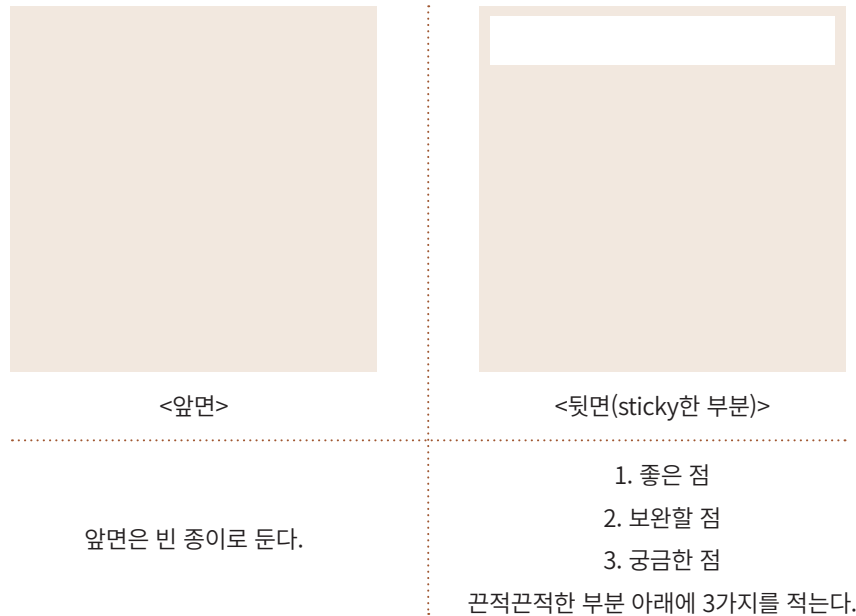 <앞면>
<뒷면(sticky한 부분)>
앞면은 빈 종이로 둔다.
1. 좋은 점
2. 보완할 점
3. 궁금한 점
끈적끈적한 부분 아래에 3가지를 적는다.